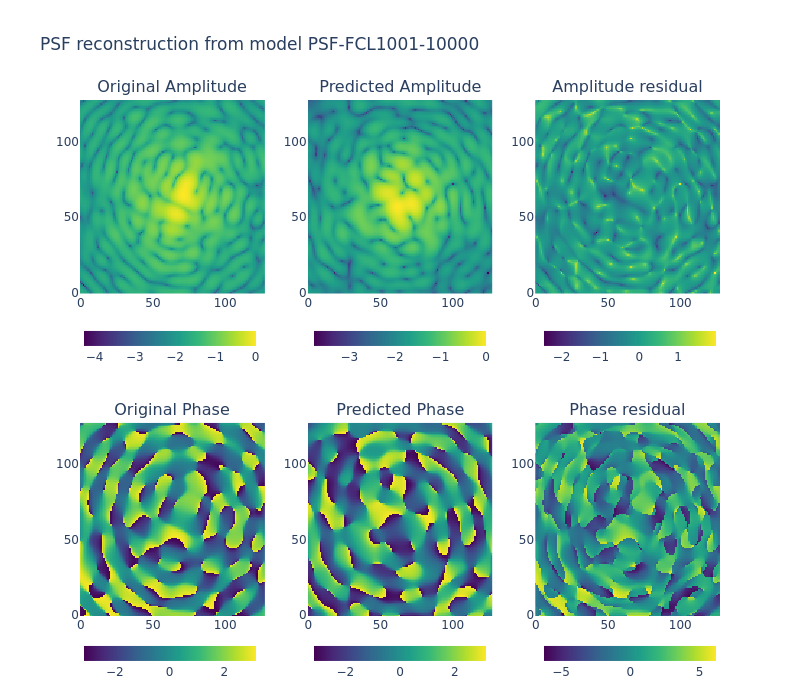 PSF reconstruction from model PSF-FCL1001-10000
Original Amplitude
Predicted Amplitude
Amplitude residual
100
50
0
0 50 100
100
50
0
0 50 100
100
50
0
0 50 100
−4 −3 −2 −1 0
−3 −2 −1 0
−2 −1 0 1
Original Phase
Predicted Phase
Phase residual
100
50
0
0 50 100
100
50
0
0 50 100
100
50
0
0 50 100
−2 0 2
−2 0 2
−5 0 5